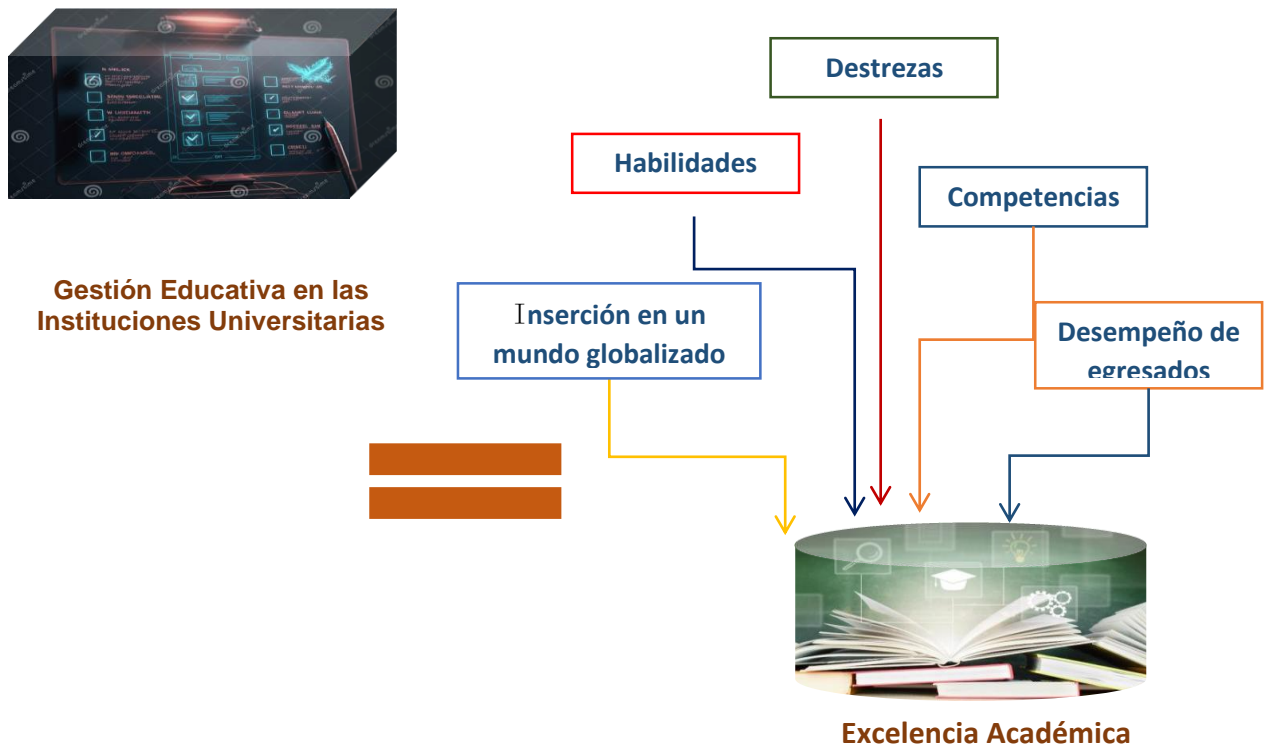 Destrezas
Habilidades
Competencias
Gestión Educativa en las
Instituciones Universitarias
Inserción en un
mundo globalizado
Desempeño de
egresados
Excelencia Académica